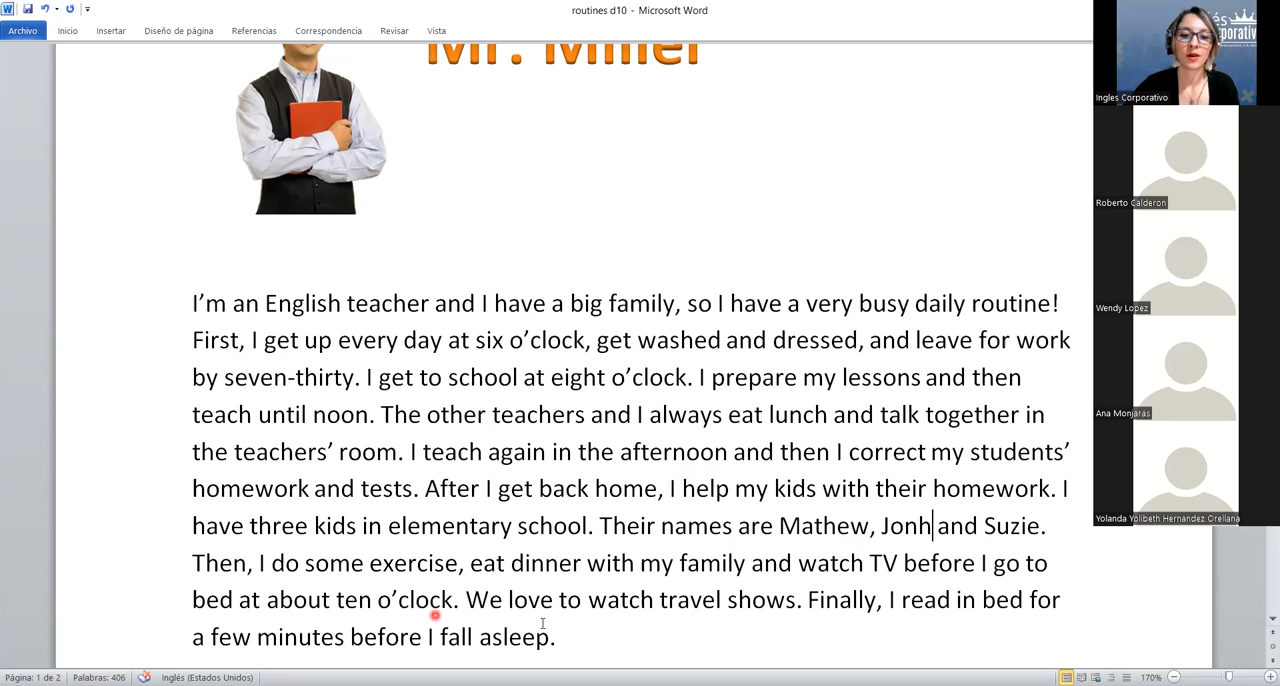 routines d10 - Microsoft Word
Archivo Inicio Insertar Diseño de página Referencias Correspondencia Revisar Vista
Mr. Miller
I’m an English teacher and I have a big family, so I have a very busy daily routine!
First, I get up every day at six o’clock, get washed and dressed, and leave for work
by seven-thirty. I get to school at eight o’clock. I prepare my lessons and then
teach until noon. The other teachers and I always eat lunch and talk together in
the teachers’ room. I teach again in the afternoon and then I correct my students’
homework and tests. After I get back home, I help my kids with their homework. I
have three kids in elementary school. Their names are Mathew, Jonh and Suzie.
Then, I do some exercise, eat dinner with my family and watch TV before I go to
bed at about ten o’clock. We love to watch travel shows. Finally, I read in bed for
a few minutes before I fall asleep.
Ingles Corporativo
Roberto Calderon
Wendy Lopez
Ana Monjarás
Yolanda Yolibeth Hernandez Orellana
Página: 1 de 2 Palabras: 406 Inglés (Estados Unidos) 170%